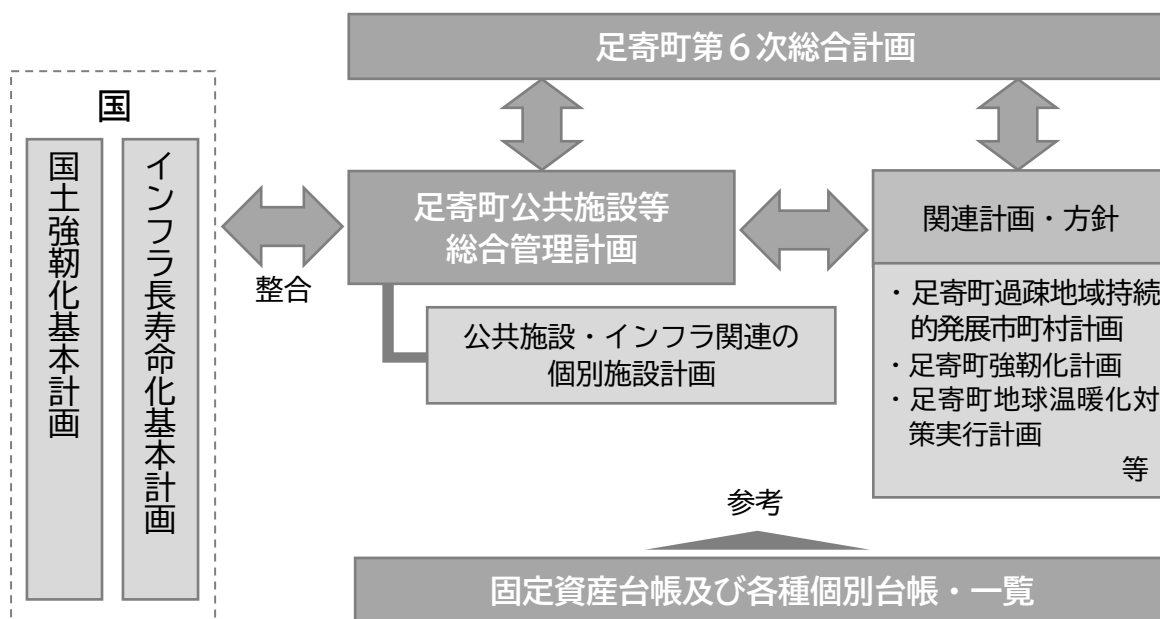 足寄町第６次総合計画
国
国土強靭化基本計画
インフラ長寿命化基本計画
整合
足寄町公共施設等
総合管理計画
関連計画・方針
・足寄町過疎地域持続
的発展市町村計画
・足寄町強靭化計画
・足寄町地球温暖化対
策実行計画
等
公共施設・インフラ関連の
個別施設計画
参考
固定資産台帳及び各種個別台帳・一覧